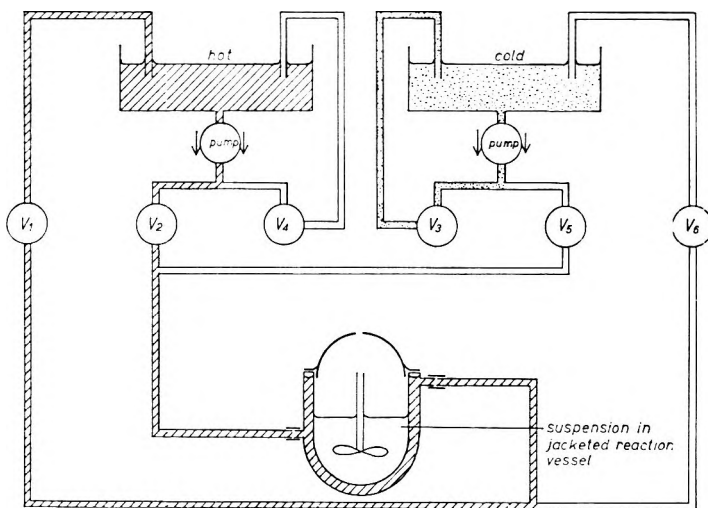 hot
cold
pump
pump
V1
V2
V4
V3
V5
V6
suspension in
jacketed reaction
vessel